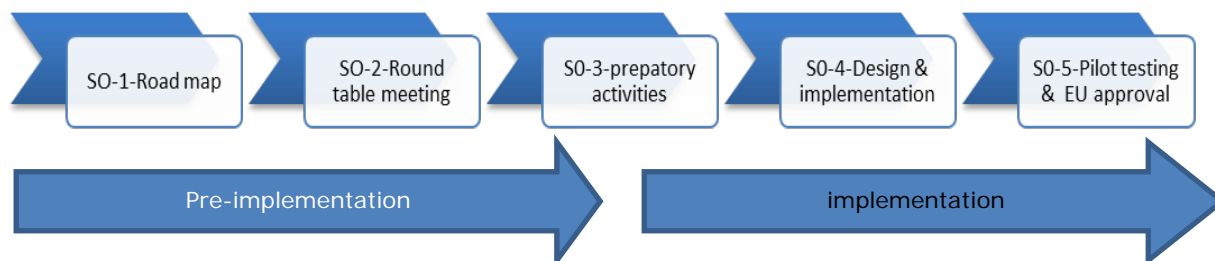 SO-1-Road map
SO-2-Round
table meeting
S0-3-prepatory
activities
S0-4-Design &
implementation
S0-5-Pilot testing
& EU approval
Pre-implementation
implementation